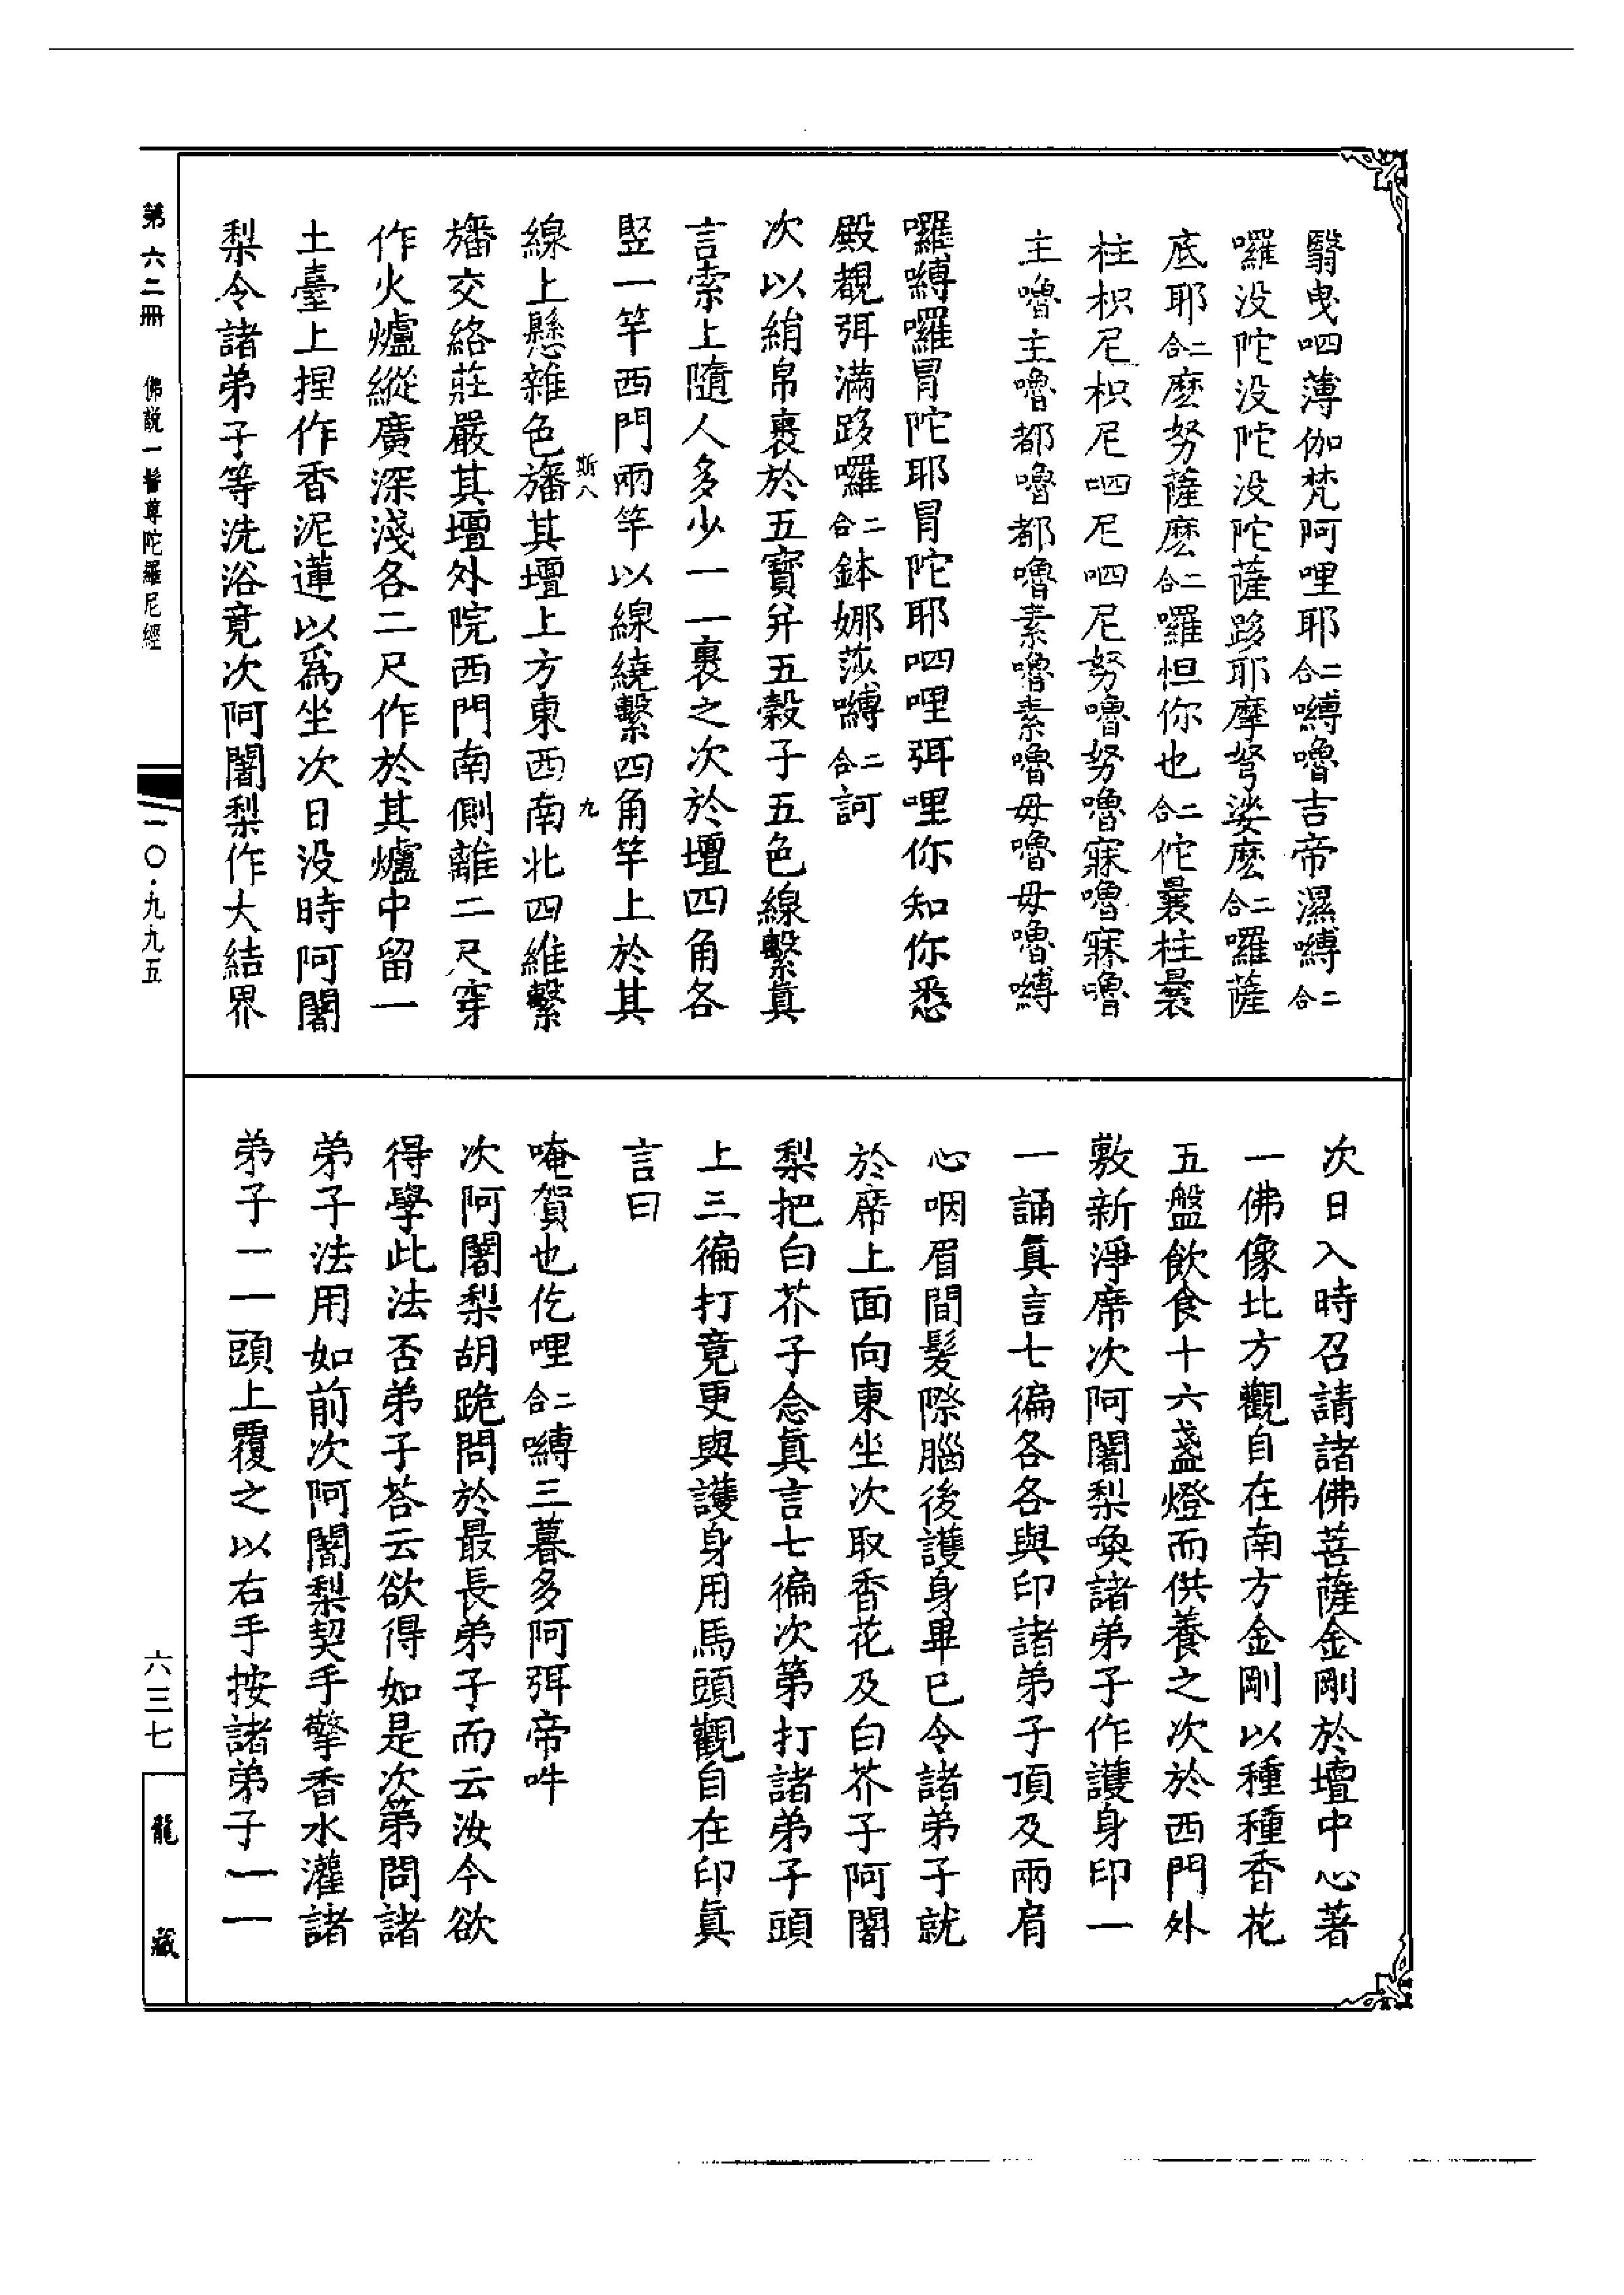 翳曳呬薄伽梵阿哩耶二合嚩嚕吉帝濕嚩二合
囉没陀没陀没陀薩跢耶摩弩娑麽二合囉薩
底耶二合麽努薩麽二合囉怛你也二合佗曩柱曩
柱枳尼枳尼呬尼呬尼努嚕努嚕寐嚕寐嚕
主嚕主嚕都嚕都嚕素嚕素嚕毋嚕毋嚕嚩
囉嚩囉冐陀耶冐陀耶呬哩弭哩你知你悉
殿覩弭滿跢囉二合鉢娜莎嚩二合訶
次以綃帛裹於五寶并五穀子五色線繫真
言索上隨人多少一一裹之次於壇四角各
竪一竿西門兩竿以線繞繫四角竿上於其
斯八 九
線上懸雜色旛其壇上方東西南北四維繫
旛交絡莊嚴其壇外院西門南側離二尺穿
作火爐縱廣深淺各二尺作於其爐中留一
土臺上捏作香泥蓮以爲坐次日没時阿闍
梨令諸弟子等洗浴竟次阿闍梨作大結界
次日入時召請諸佛菩薩金剛於壇中心著
一佛像北方觀自在南方金剛以種種香花
五盤飲食十六盞燈而供養之次於西門外
敷新淨席次阿闍梨喚諸弟子作護身印一
一誦真言七徧各各與印諸弟子頂及兩肩
心咽眉間髮際腦後護身畢已令諸弟子就
於席上面向東坐次取香花及白芥子阿闍
梨把白芥子念真言七徧次第打諸弟子頭
上三徧打竟更與護身用馬頭觀自在印真
言曰
唵賀也仡哩二合嚩三暮多阿弭帝吽
次阿闍梨胡跪問於最長弟子而云汝今欲
得學此法否弟子荅云欲得如是次第問諸
弟子法用如前次阿闍梨契手擎香水灌諸
弟子一一頭上覆之以右手按諸弟子一一
第六二冊 佛説一髻尊陀羅尼經
一〇·九九五
六三七
龍藏